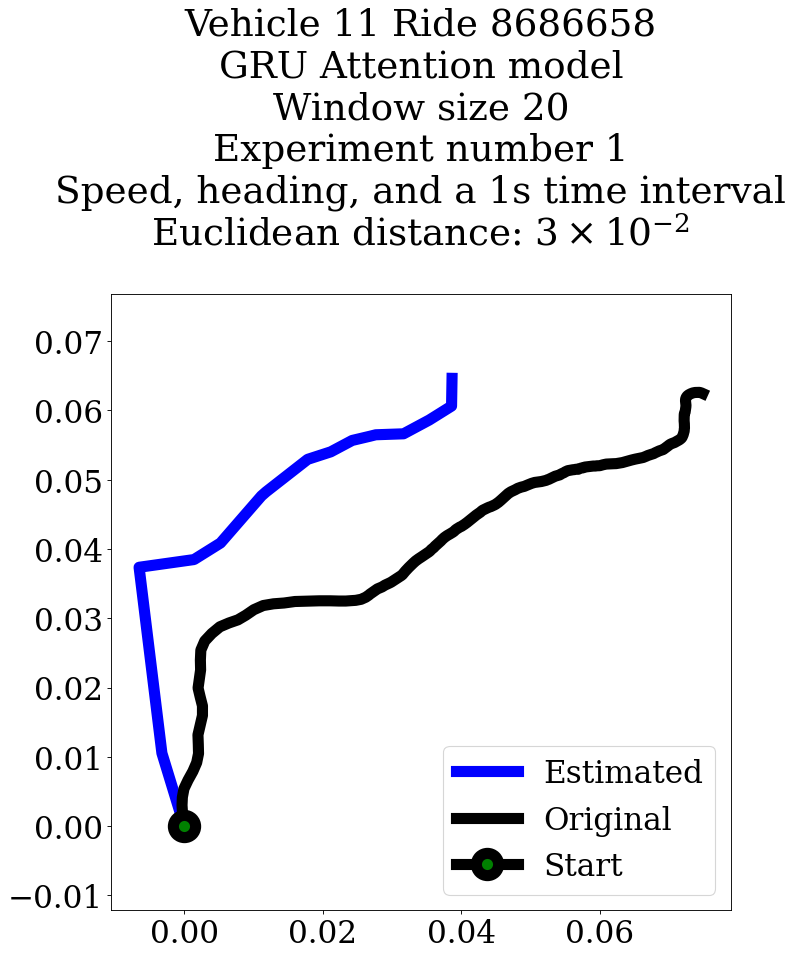 Vehicle 11 Ride 8686658
GRU Attention model
Window size 20
Experiment number 1
Speed, heading, and a 1s time interval
Euclidean distance: 3 × 10⁻²
0.07
0.06
0.05
0.04
0.03
0.02
0.01
0.00
−0.01
Estimated
Original
Start
0.00 0.02 0.04 0.06